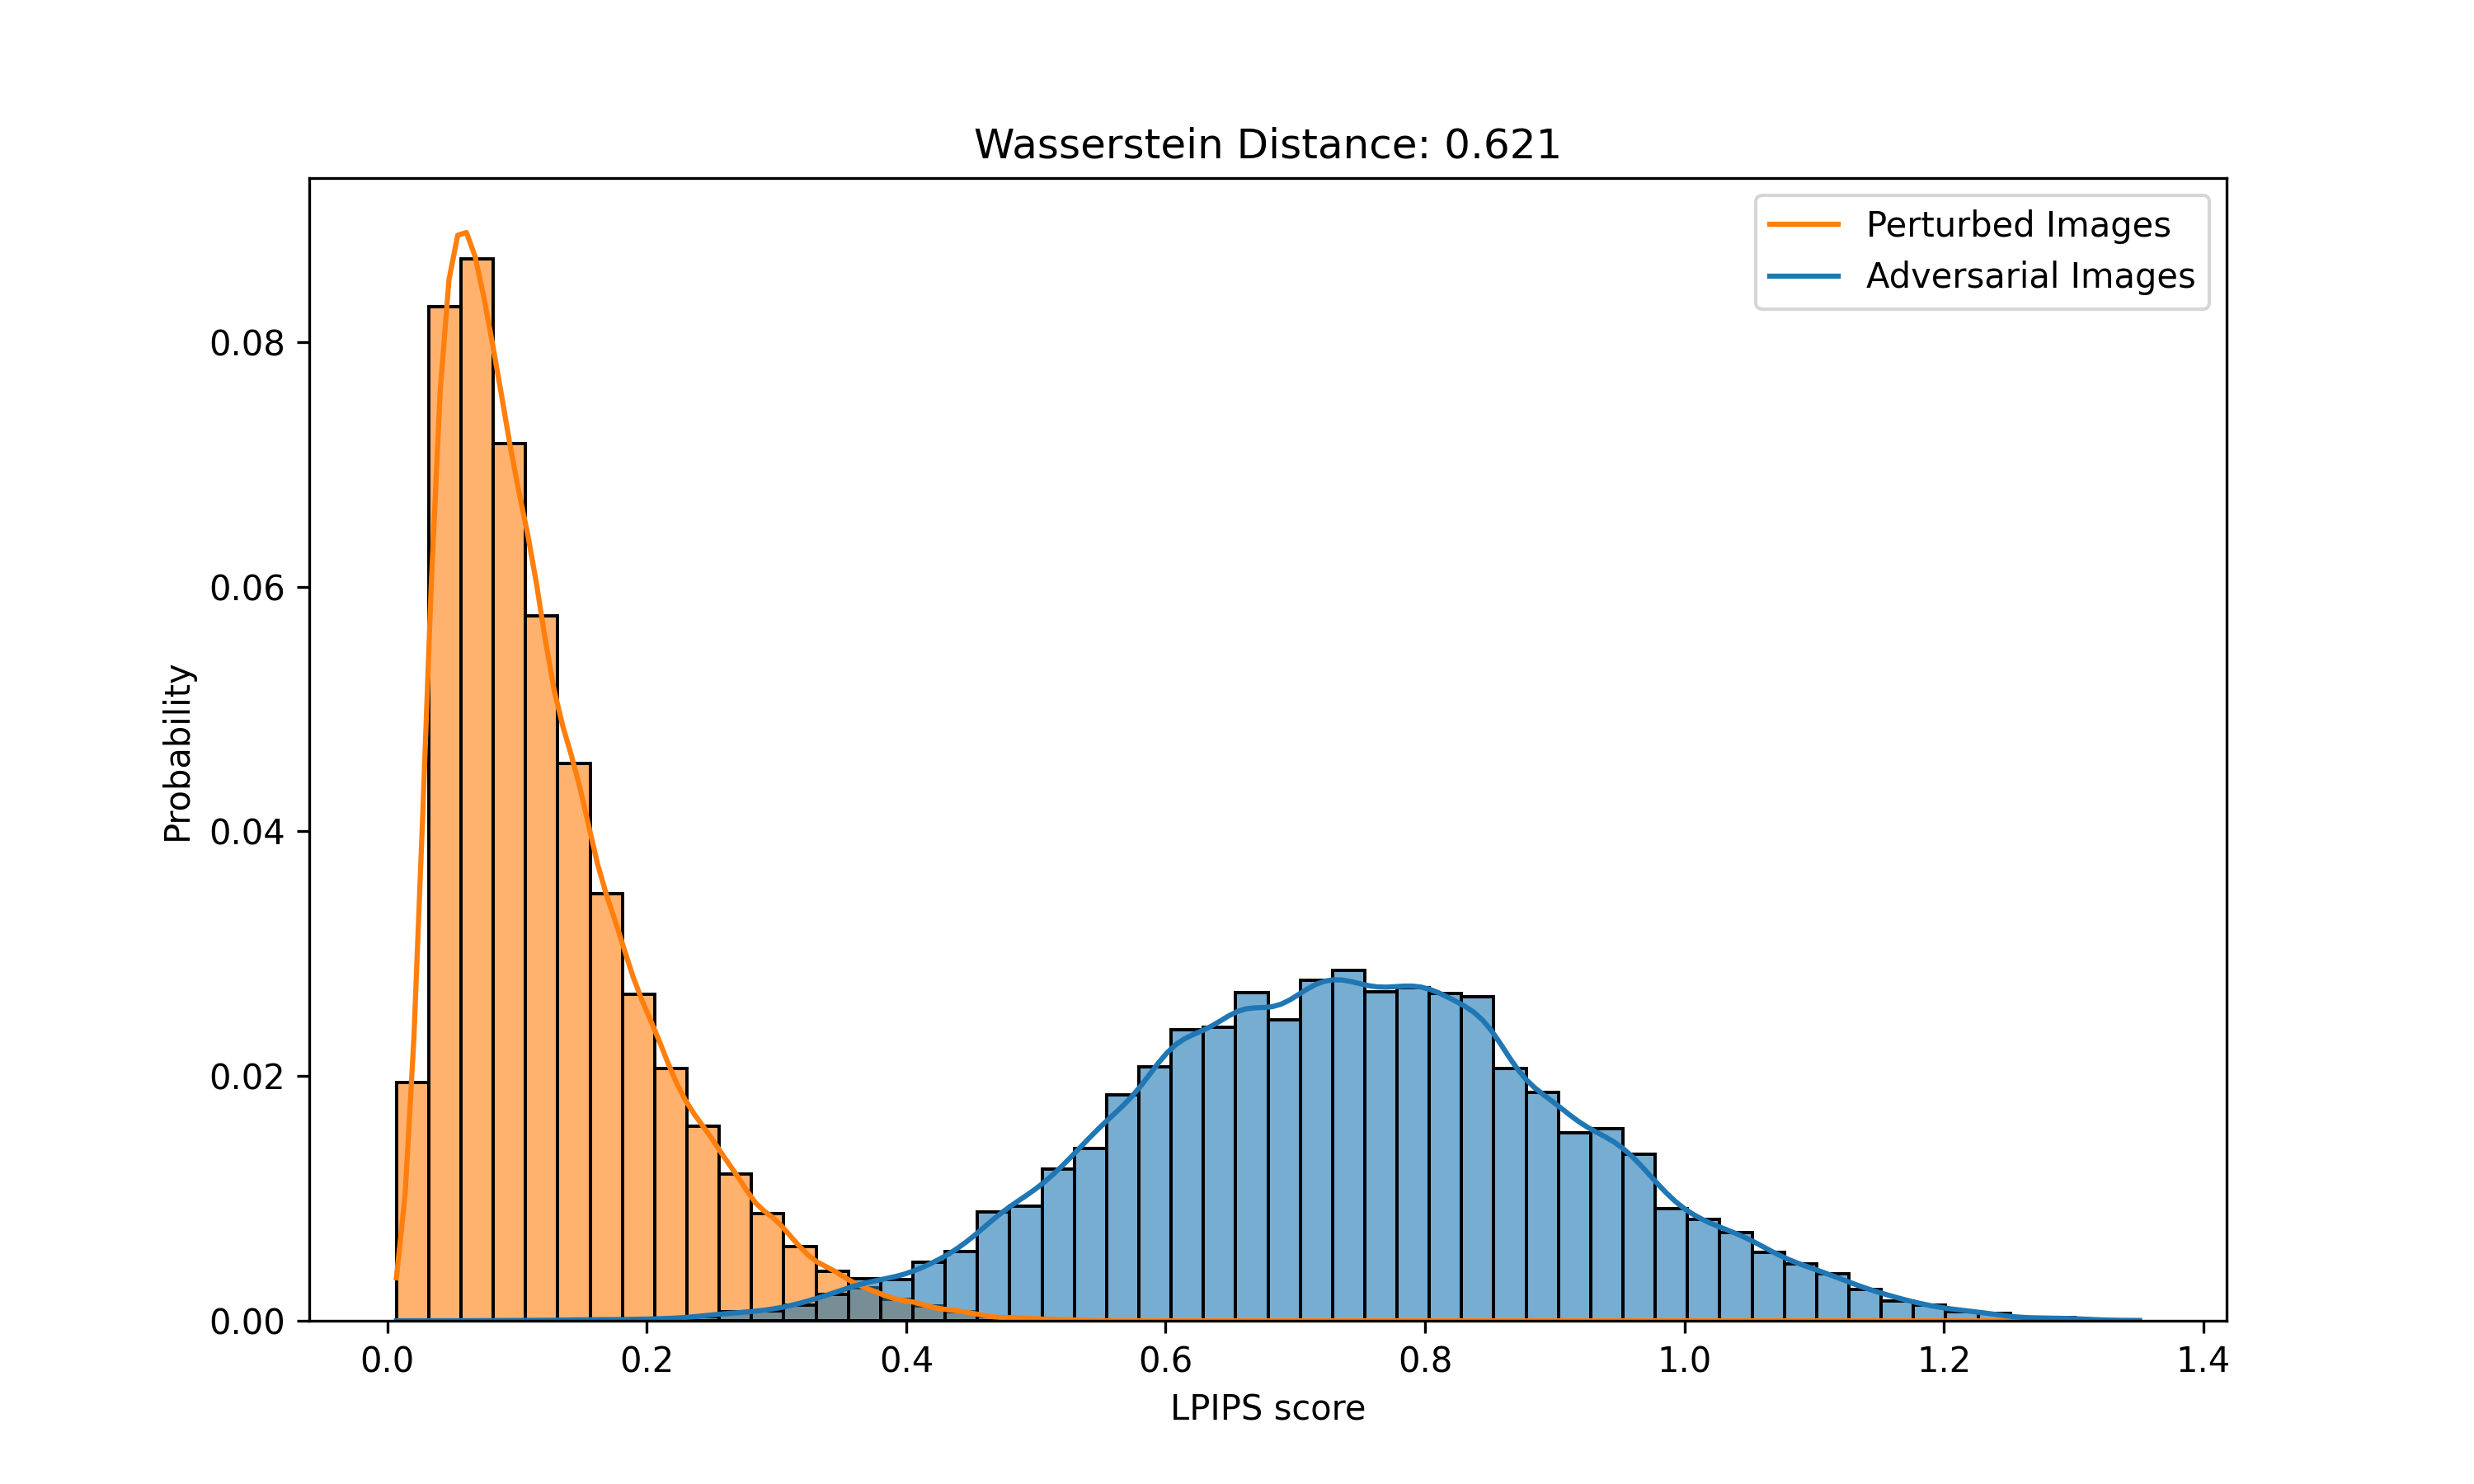 Wasserstein Distance: 0.621
Perturbed Images
Adversarial Images
Probability
0.08
0.06
0.04
0.02
0.00
0.0 0.2 0.4 0.6 0.8 1.0 1.2 1.4
LPIPS score